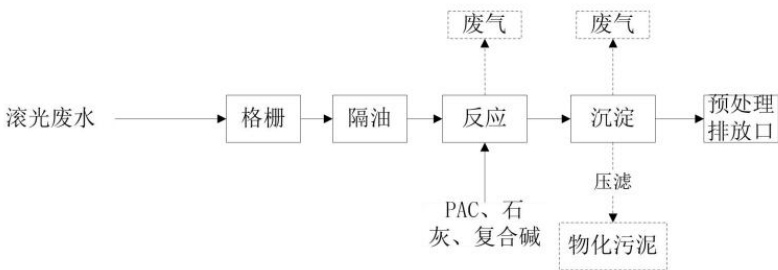 废气
废气
滚光废水
格栅
隔油
反应
沉淀
预处理
排放口
压滤
PAC、石
灰、复合碱
物化污泥